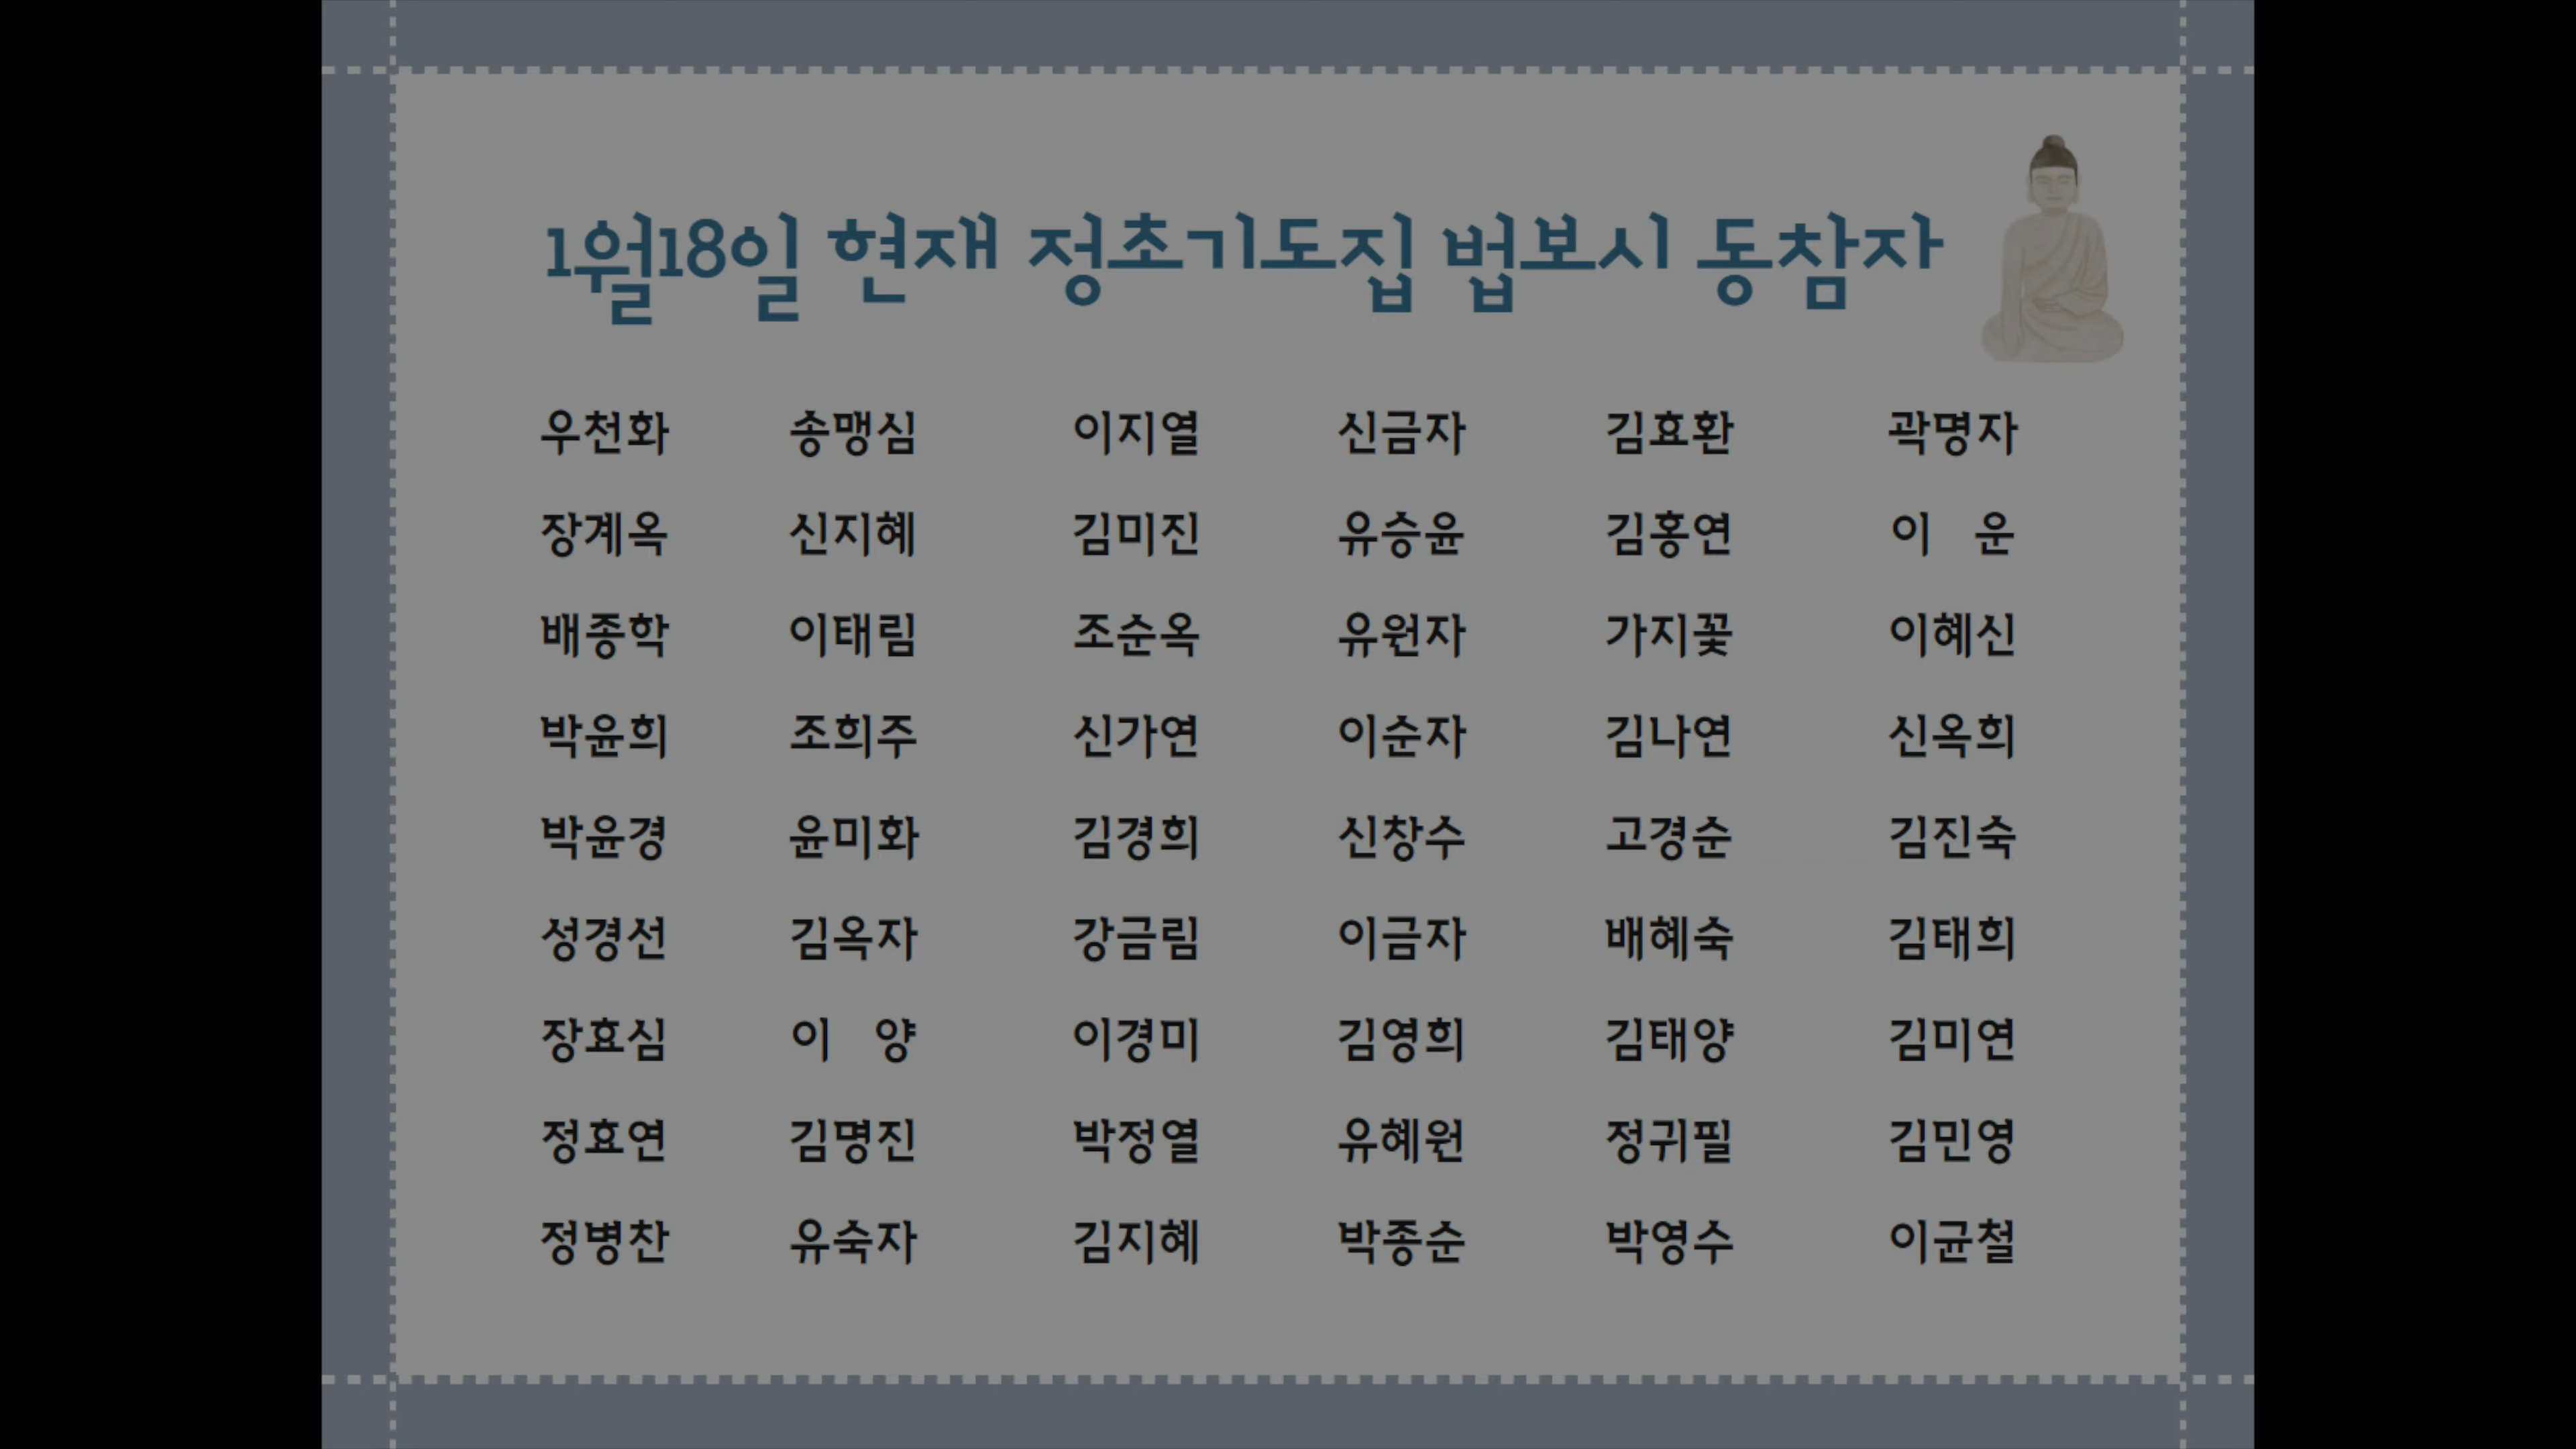 1월18일 현재 정초기도집 법보시 동참자
우천화 송맹심 이지열 신금자 김효환 곽명자
장계옥 신지혜 김미진 유승윤 김홍연 이 운
배종학 이태림 조순옥 유원자 가지꽃 이혜신
박윤희 조희주 신가연 이순자 김나연 신옥희
박윤경 윤미화 김경희 신창수 고경순 김진숙
성경선 김옥자 강금림 이금자 배혜숙 김태희
장효심 이 양 이경미 김영희 김태양 김미연
정효연 김명진 박정열 유혜원 정귀필 김민영
정병찬 유숙자 김지혜 박종순 박영수 이균철